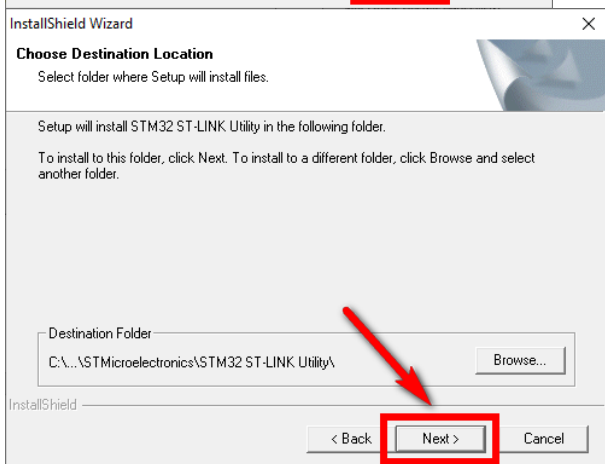 InstallShield Wizard
Choose Destination Location
Select folder where Setup will install files.
Setup will install STM32 ST-LINK Utility in the following folder.
To install to this folder, click Next. To install to a different folder, click Browse and select
another folder.
Destination Folder
C:\...\STMicroelectronics\STM32 ST-LINK Utility\
Browse...
InstallShield
< Back
Next >
Cancel